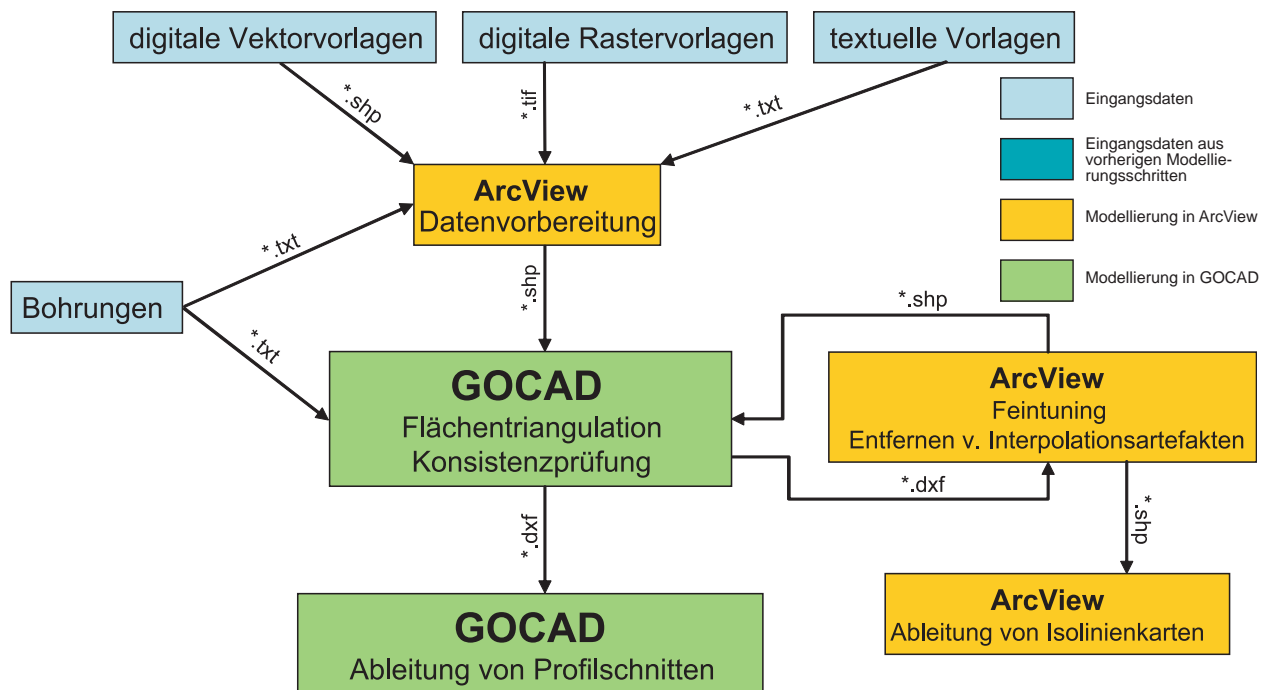 digitale Vektorvorlagen
digitale Rastervorlagen
textuelle Vorlagen
*.shp
*.tif
*.txt
Eingangsdaten
Eingangsdaten aus
vorherigen Modellie-
rungsschritten
Modellierung in ArcView
Modellierung in GOCAD
ArcView
Datenvorbereitung
*.txt
*.shp
Bohrungen
*.txt
*.shp
GOCAD
Flächentriangulation
Konsistenzprüfung
ArcView
Feintuning
Entfernen v. Interpolationsartefakten
*.dxf
*.dxf
*.shp
GOCAD
Ableitung von Profilschnitten
ArcView
Ableitung von Isolinienkarten